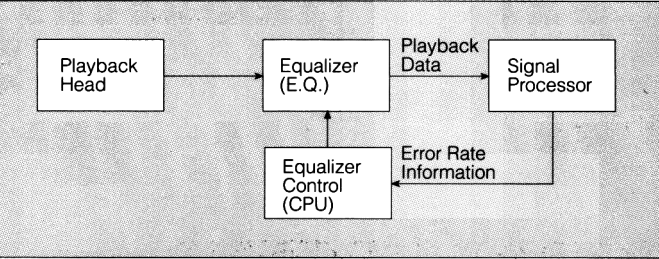 Playback
Head
Equalizer
(E.Q.)
Playback
Data
Signal
Processor
Equalizer
Control
(CPU)
Error Rate
Information